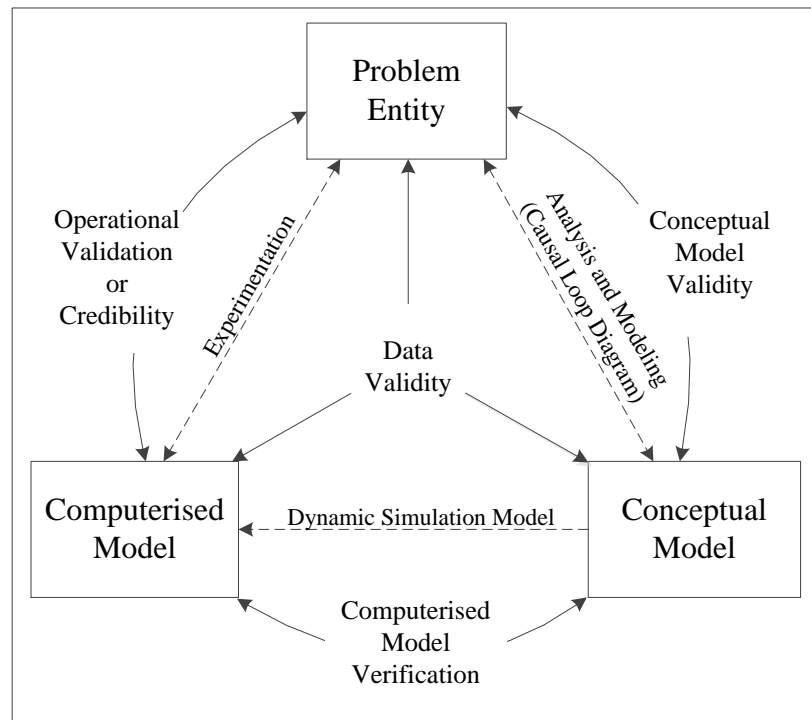 Problem
Entity
Operational
Validation
or
Credibility
Experimentation
Analysis and Modeling
(Causal Loop Diagram)
Conceptual
Model
Validity
Data
Validity
Computerised
Model
Dynamic Simulation Model
Conceptual
Model
Computerised
Model
Verification